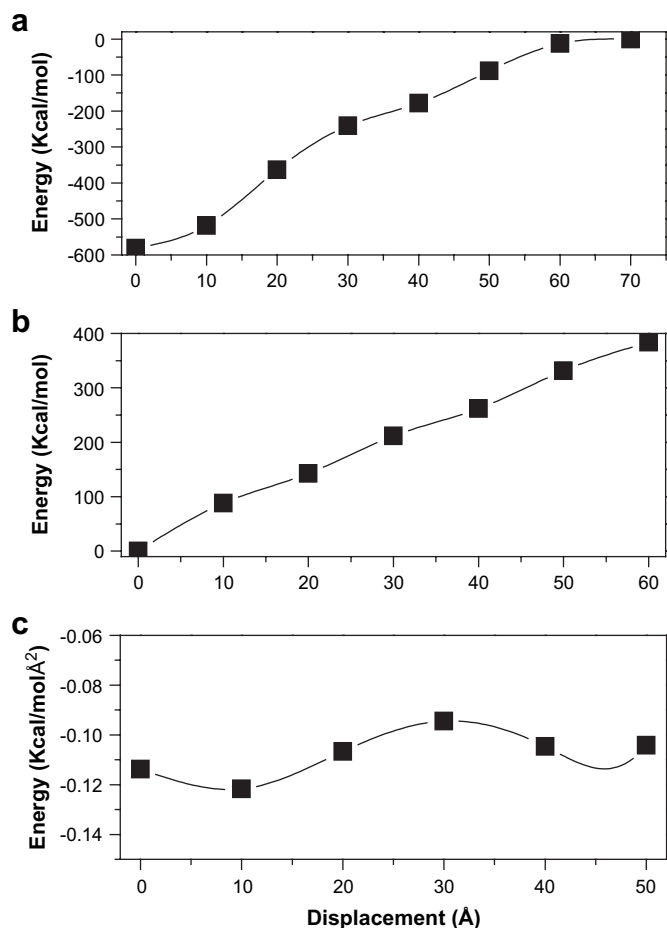 a
Energy (Kcal/mol)
0
-100
-200
-300
-400
-500
-600
0 10 20 30 40 50 60 70
b
Energy (Kcal/mol)
400
300
200
100
0
0 10 20 30 40 50 60
c
Energy (Kcal/molÅ²)
-0.06
-0.08
-0.10
-0.12
-0.14
0 10 20 30 40 50
Displacement (Å)